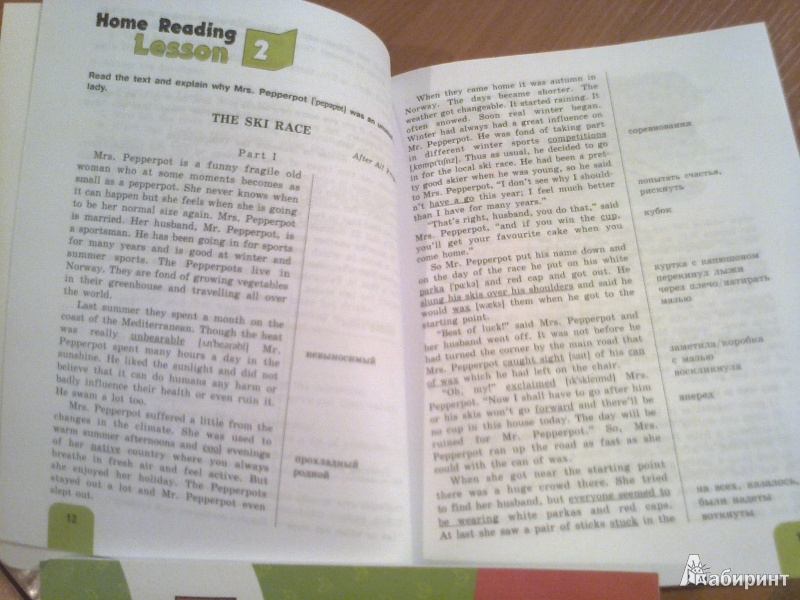 Home Reading
Lesson 2
Read the text and explain why Mrs. Pepperpot ['pepəpɒt] was an
lady.
THE SKI RACE
Part I
After Alf
Mrs. Pepperpot is a funny fragile old
woman who at some moments becomes as
small as a pepperpot. She never knows when
it can happen but she feels when she is going
to be her normal size again. Mrs. Pepperpot
is married. Her husband, Mr. Pepperpot, is
a sportsman. He has been going in for sports
for many years and is good at winter and
summer sports. The Pepperpots live in
Norway. They are fond of growing vegetables
in their greenhouse and travelling all over
the world.
Last summer they spent a month on the
coast of the Mediterranean. Though the heat
was really unbearable [ʌn'beərəbl] Mr.
невыносимый
Pepperpot spent many hours a day in the
sunshine. He liked the sunlight and did not
believe that it can do humans any harm or
badly influence their health or even ruin it.
He swam a lot too.
Mrs. Pepperpot suffered a little from the
changes in the climate. She was used to
warm summer afternoons and cool evenings
прохладный
of her native country where you always
родной
breathe in fresh air and feel active. But
she enjoyed her holiday. The Pepperpots
stayed out a lot and Mr. Pepperpot even
slept out.
12
When they came home it was autumn in
Norway. The days became shorter. The
weather got changeable. It started raining. It
often snowed. Soon real winter began.
Winter had always had a great influence on
Mr. Pepperpot. He was fond of taking part
in different winter sports competitions
соревнования
[ˌkɒmpɪ'tɪʃnz]. Thus as usual, he decided to go
in for the local ski race. He had been a pret-
ty good skier when he was young, so he said
to Mrs. Pepperpot, "I don't see why I should-
n't have a go this year; I feel much better
попытать счастья,
than I have for many years."
рискнуть
"That's right, husband, you do that," said
Mrs. Pepperpot, "and if you win the cup,
кубок
you'll get your favourite cake when you
come home."
So Mr. Pepperpot put his name down and
on the day of the race he put on his white
parka ['pɑ:kə] and red cap and got out. He
куртка с капюшоном
slung his skis over his shoulders and said he
перекинул лыжи
would wax [wæks] them when he got to the
через плечо/натирать
starting point.
мазью
"Best of luck!" said Mrs. Pepperpot and
her husband went off. It was not before he
had turned the corner by the main road that
Mrs. Pepperpot caught sight [saɪt] of his can
заметила/коробка
of wax which he had left on the chair.
с мазью
"Oh, my!" exclaimed [ɪk'skleɪmd] Mrs.
воскликнула
Pepperpot. "Now I shall have to go after him
or his skis won't go forward and there'll be
вперед
no cup in this house today. The day will be
ruined for Mr. Pepperpot." So, Mrs.
Pepperpot ran up the road as fast as she
could with the can of wax.
When she got near the starting point
there was a huge crowd there. She tried
to find her husband, but everyone seemed to
на всех, казалось,
be wearing white parkas and red caps.
были надеты
At last she saw a pair of sticks stuck in the
воткнуты
Лабиринт